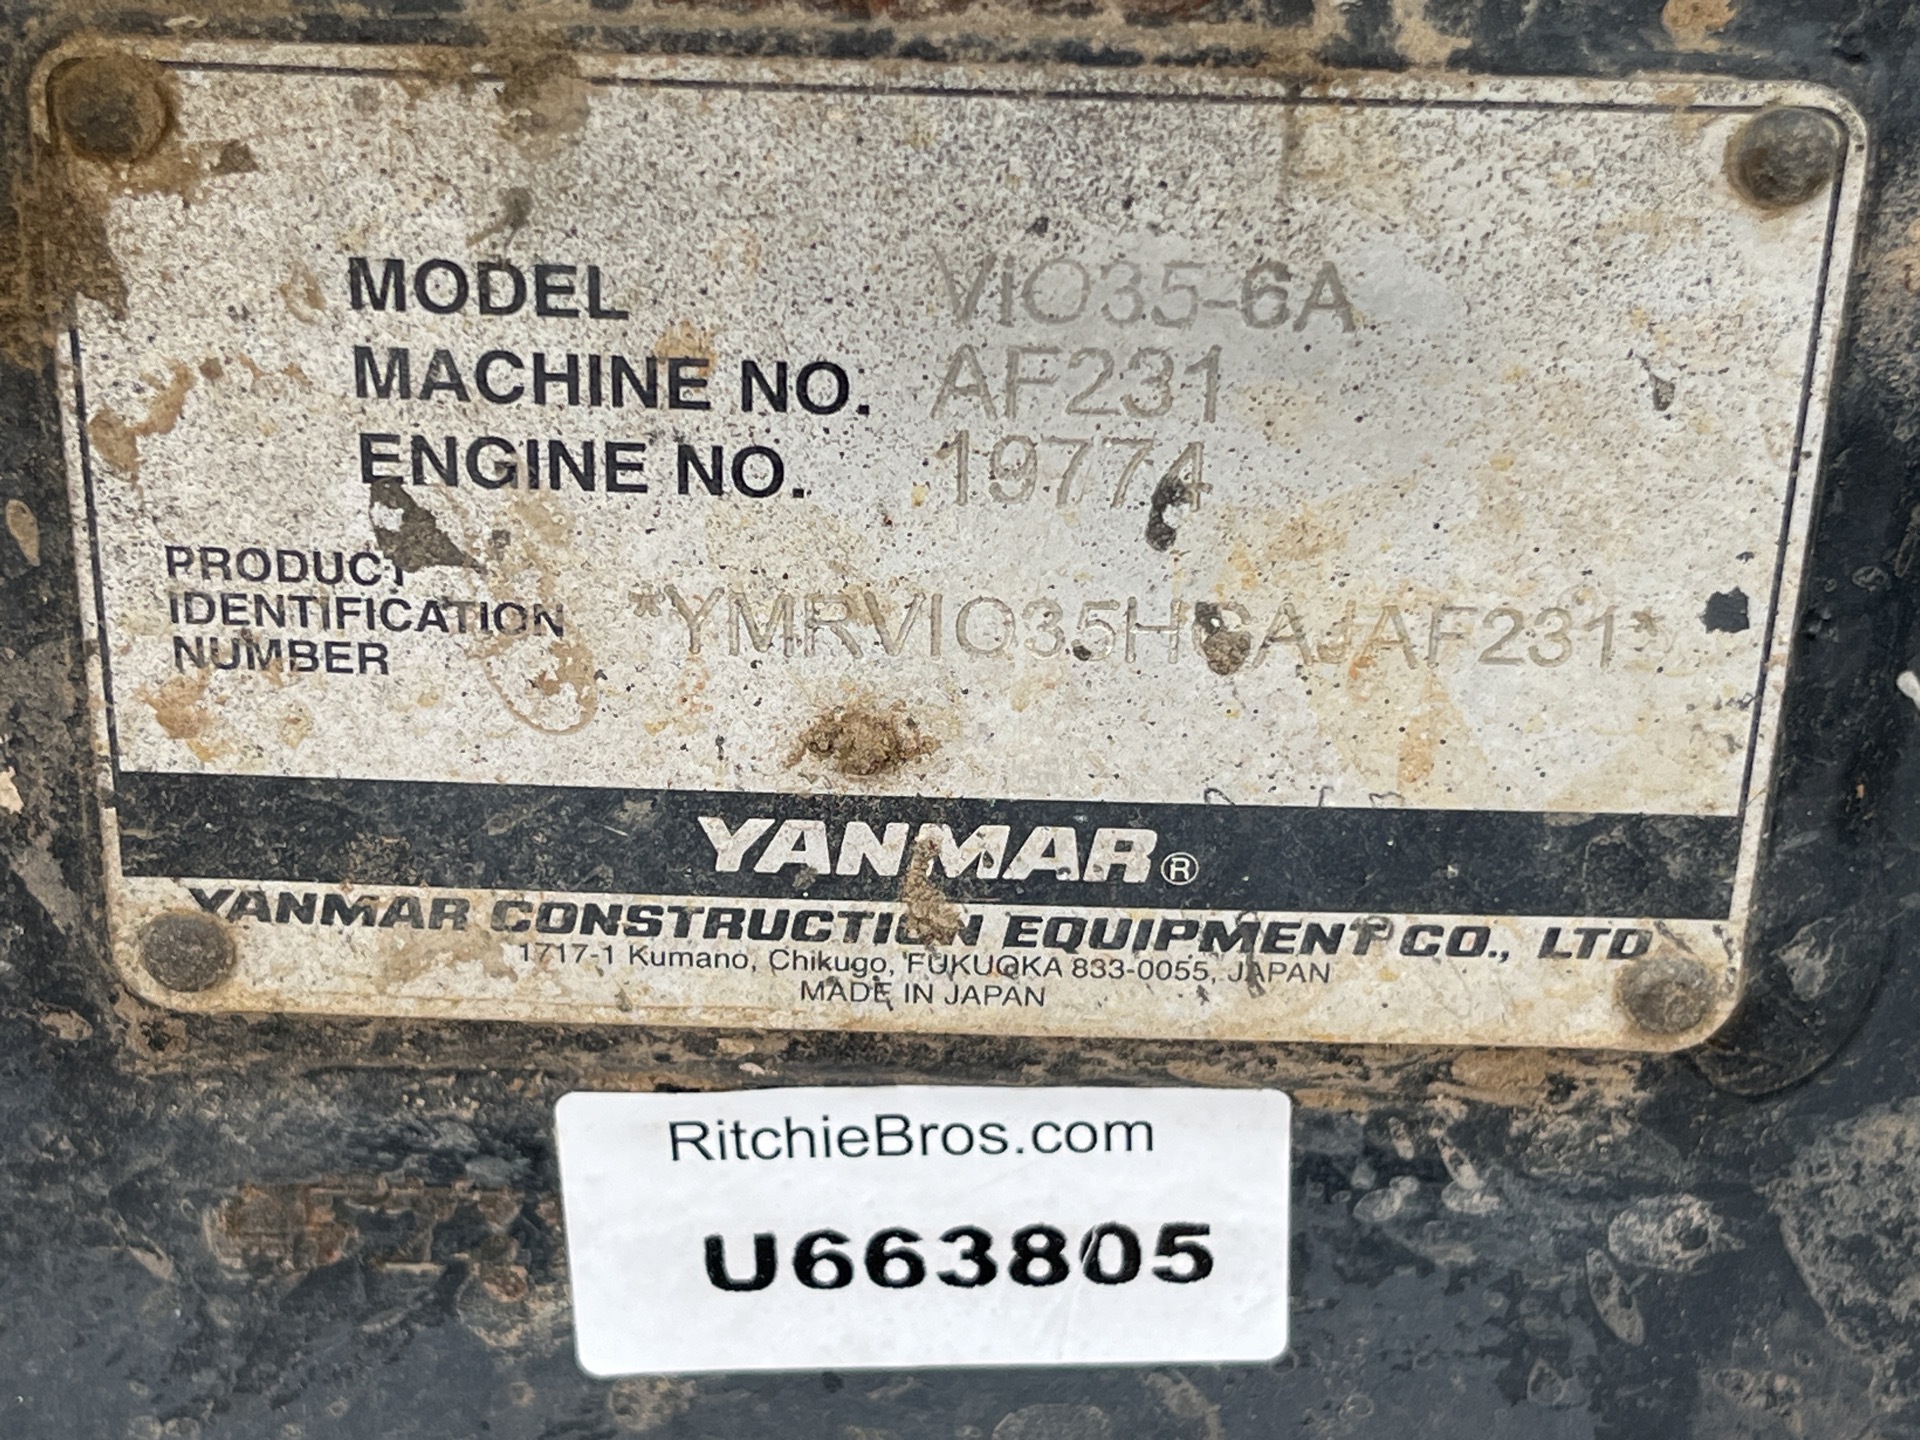 MODEL VIO35-6A
MACHINE NO. AF231
ENGINE NO. 19774
PRODUCT
IDENTIFICATION *YMRVIO35HCAJAF231*
NUMBER
YANMAR®
YANMAR CONSTRUCTION EQUIPMENT CO., LTD
1717-1 Kumano, Chikugo, FUKUOKA 833-0055, JAPAN
MADE IN JAPAN
RitchieBros.com
U663805